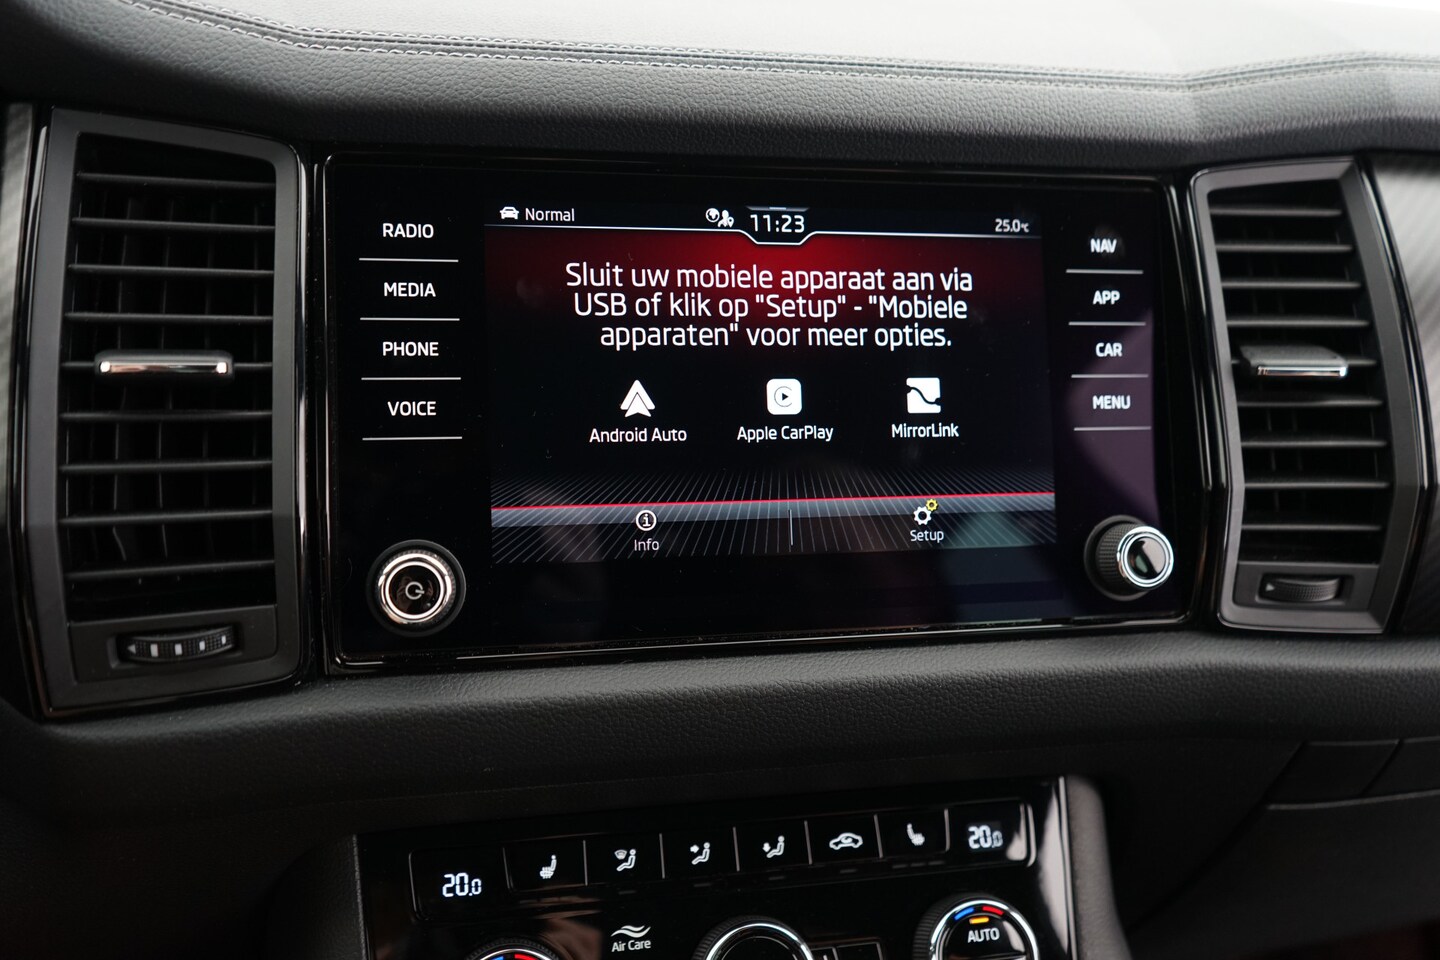 RADIO
MEDIA
PHONE
VOICE
Normal
11:23
25.0°C
Sluit uw mobiele apparaat aan via
USB of klik op "Setup" - "Mobiele
apparaten" voor meer opties.
Android Auto
Apple CarPlay
MirrorLink
Info
Setup
NAV
APP
CAR
MENU
20.0
20.0
Air Care
AUTO